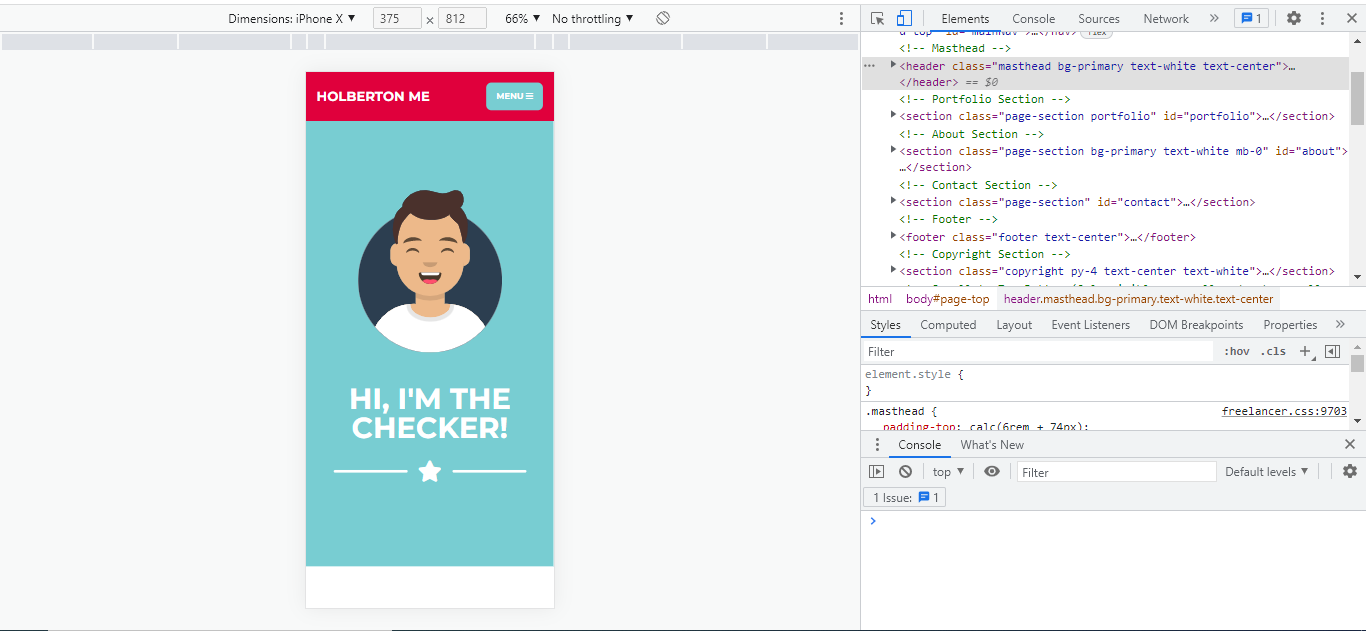 Dimensions: iPhone X ▼ 375 × 812 66% ▼ No throttling ▼
Elements Console Sources Network » 1
<!-- Masthead -->
<header class="masthead bg-primary text-white text-center">…
</header> == $0
<!-- Portfolio Section -->
<section class="page-section portfolio" id="portfolio">…</section>
<!-- About Section -->
<section class="page-section bg-primary text-white mb-0" id="about">
…</section>
<!-- Contact Section -->
<section class="page-section" id="contact">…</section>
<!-- Footer -->
<footer class="footer text-center">…</footer>
<!-- Copyright Section -->
<section class="copyright py-4 text-center text-white">…</section>
html body#page-top header.masthead.bg-primary.text-white.text-center
Styles Computed Layout Event Listeners DOM Breakpoints Properties »
Filter :hov .cls +
element.style {
}
.masthead { freelancer.css:9703
padding-top: calc(6rem + 74px);
Console What's New
top ▼ Filter Default levels ▼
1 Issue: 1
HOLBERTON ME MENU
HI, I'M THE
CHECKER!